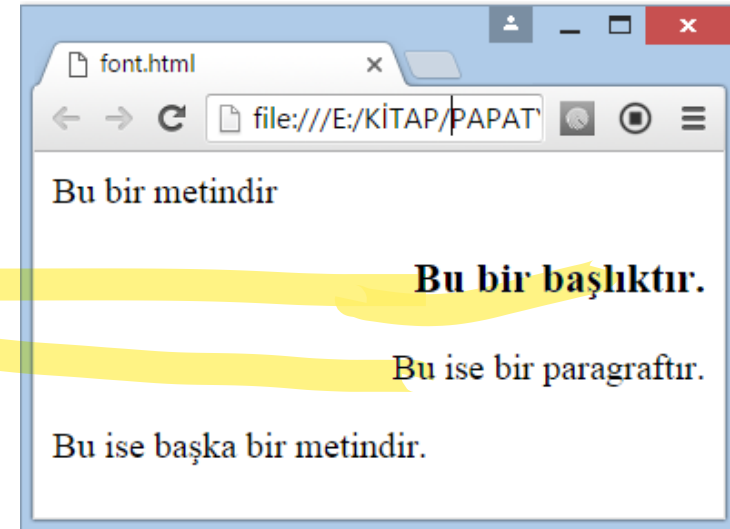 font.html
file:///E:/KİTAP/PAPAT
Bu bir metindir
Bu bir başlıktır.
Bu ise bir paragraftır.
Bu ise başka bir metindir.